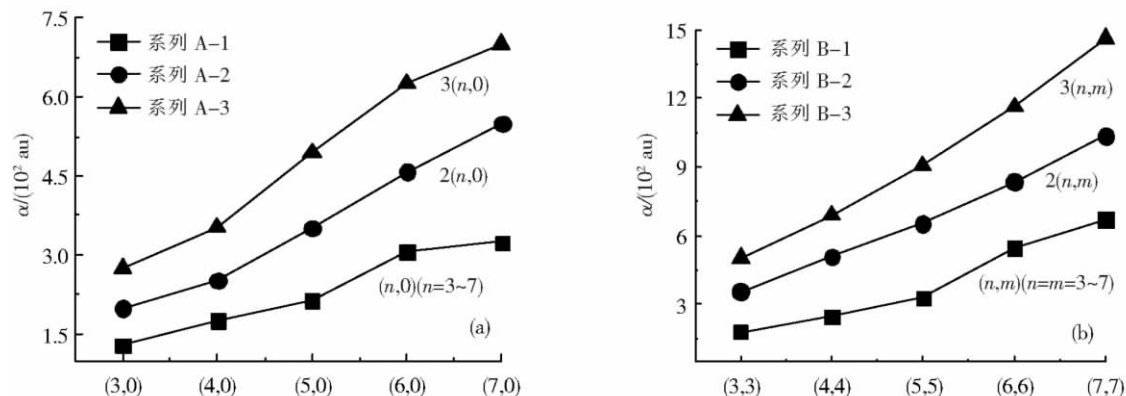 7.5
6.0
4.5
3.0
1.5
α/(10² au)
系列 A-1
系列 A-2
系列 A-3
3(n,0)
2(n,0)
(n,0)(n=3~7)
(a)
(3,0) (4,0) (5,0) (6,0) (7,0)
15
12
9
6
3
α/(10² au)
系列 B-1
系列 B-2
系列 B-3
3(n,m)
2(n,m)
(n,m)(n=m=3~7)
(b)
(3,3) (4,4) (5,5) (6,6) (7,7)